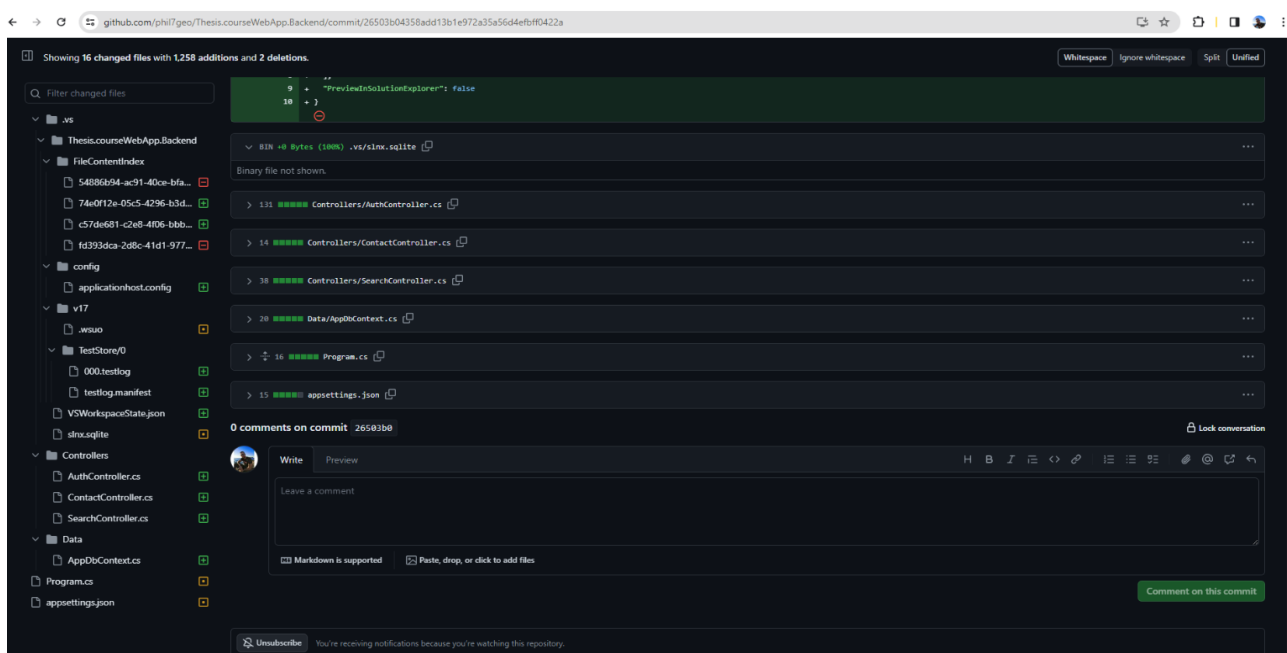 github.com/phil7geo/Thesis.courseWebApp.Backend/commit/26503b04358add13b1e972a35a56d4efbff0422a
Showing 16 changed files with 1,258 additions and 2 deletions.
Whitespace Ignore whitespace Split Unified
Filter changed files
.vs
Thesis.courseWebApp.Backend
FileContentIndex
54886b94-ac91-40ce-bfa...
74e0f12e-05c5-4296-b3d...
c57de681-c2e8-4f06-bbb...
fd393dca-2d8c-41d1-977...
config
applicationhost.config
v17
.wsuo
TestStore/0
000.testlog
testlog.manifest
VSWorkspaceState.json
slnx.sqlite
Controllers
AuthController.cs
ContactController.cs
SearchController.cs
Data
AppDbContext.cs
Program.cs
appsettings.json
9 + "PreviewInSolutionExplorer": false
10 + }
BIN +0 Bytes (100%) .vs/slnx.sqlite
Binary file not shown.
131 Controllers/AuthController.cs
14 Controllers/ContactController.cs
38 Controllers/SearchController.cs
20 Data/AppDbContext.cs
16 Program.cs
15 appsettings.json
0 comments on commit 26503b0
Lock conversation
Write Preview
Leave a comment
Markdown is supported Paste, drop, or click to add files
Comment on this commit
Unsubscribe You're receiving notifications because you're watching this repository.